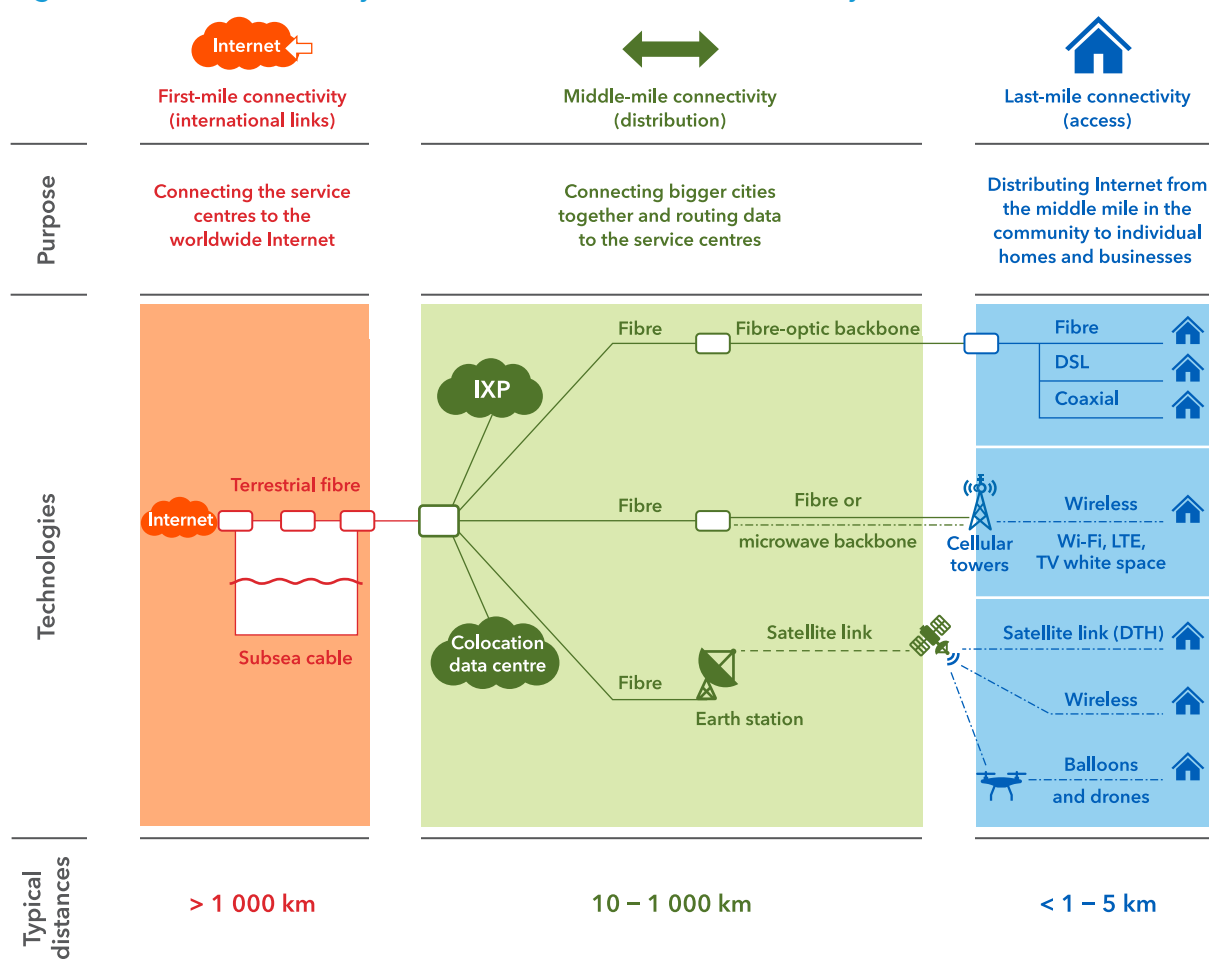 Internet
First-mile connectivity
(international links)
Middle-mile connectivity
(distribution)
Last-mile connectivity
(access)
Purpose
Connecting the service
centres to the
worldwide Internet
Connecting bigger cities
together and routing data
to the service centres
Distributing Internet from
the middle mile in the
community to individual
homes and businesses
Technologies
Internet
Terrestrial fibre
Subsea cable
IXP
Colocation
data centre
Fibre
Fibre-optic backbone
Fibre
Fibre or
microwave backbone
Fibre
Earth station
Satellite link
Fibre
DSL
Coaxial
Cellular
towers
Wireless
Wi-Fi, LTE,
TV white space
Satellite link (DTH)
Wireless
Balloons
and drones
Typical
distances
> 1 000 km
10 – 1 000 km
< 1 – 5 km